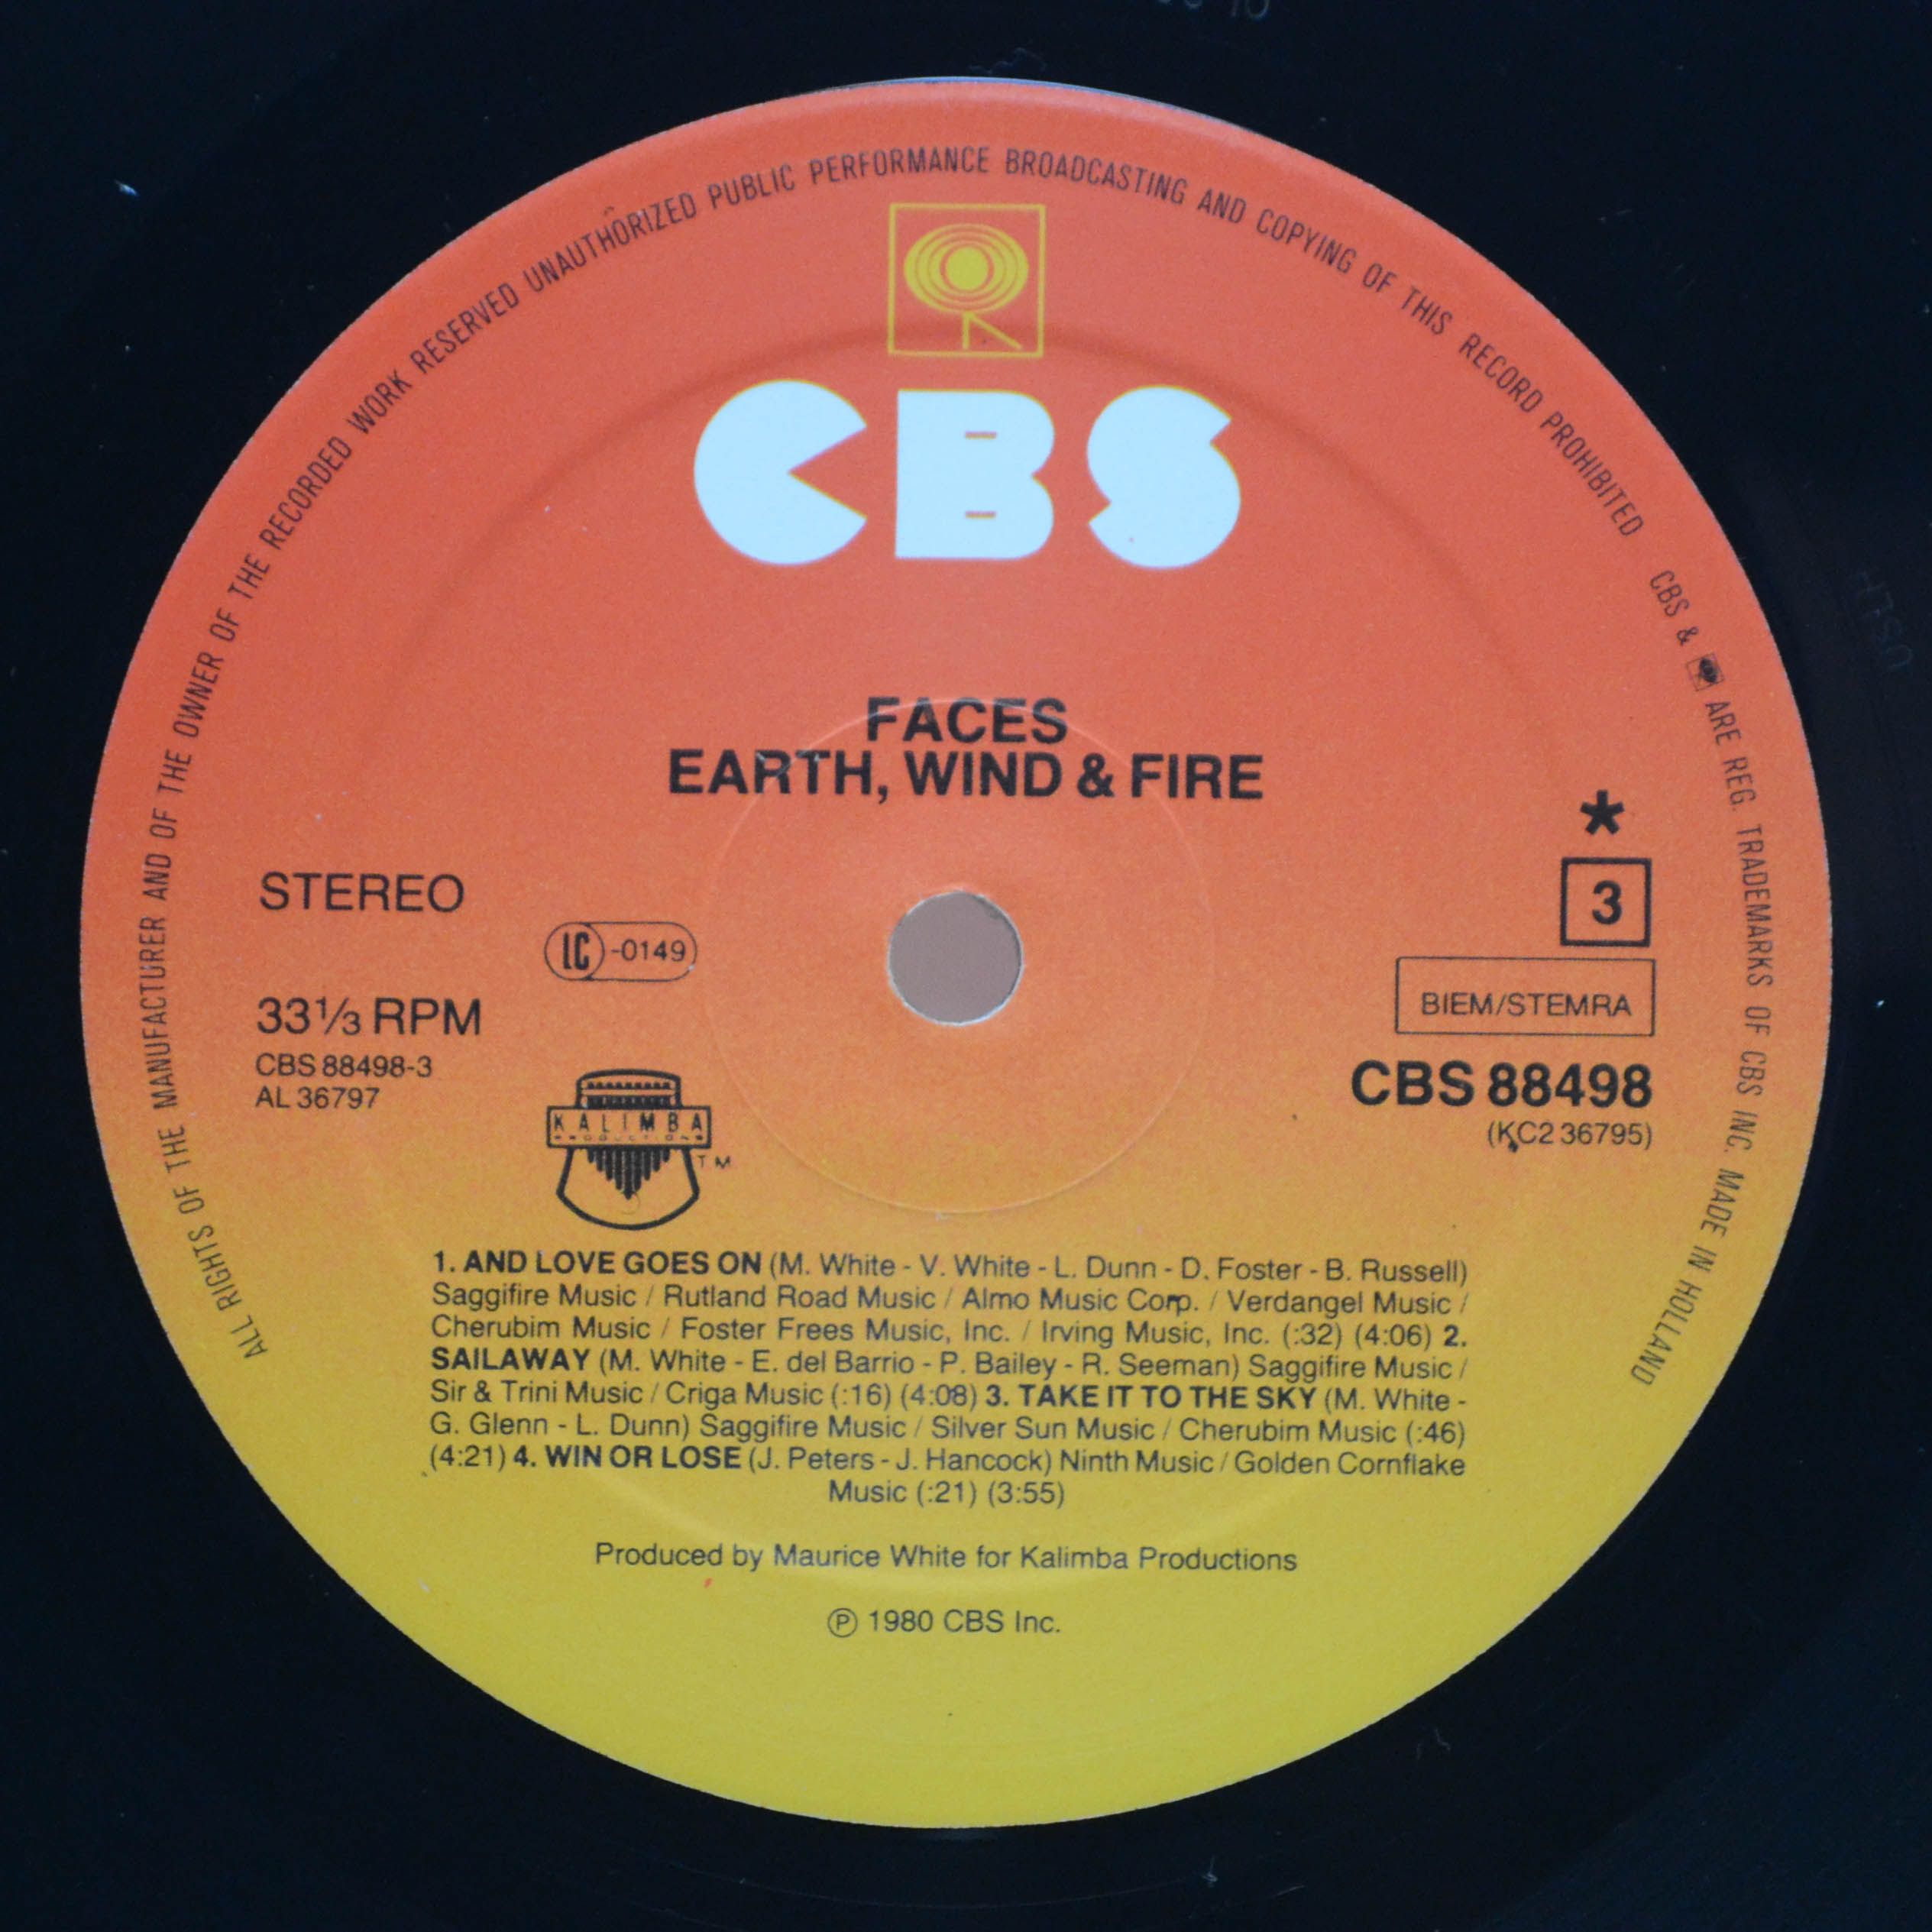 ALL RIGHTS OF THE MANUFACTURER AND OF THE OWNER OF THE RECORDED WORK RESERVED UNAUTHORIZED PUBLIC PERFORMANCE BROADCASTING AND COPYING OF THIS RECORD PROHIBITED CBS & ARE REG. TRADEMARKS OF CBS INC. MADE IN HOLLAND
CBS
FACES
EARTH, WIND & FIRE
*
STEREO
3
LC-0149
BIEM/STEMRA
33⅓ RPM
CBS 88498-3
AL 36797
CBS 88498
(KC2 36795)
KALIMBA
PRODUCTIONS
TM
1. AND LOVE GOES ON (M. White - V. White - L. Dunn - D. Foster - B. Russell)
Saggifire Music / Rutland Road Music / Almo Music Corp. / Verdangel Music /
Cherubim Music / Foster Frees Music, Inc. / Irving Music, Inc. (:32) (4:06) 2.
SAILAWAY (M. White - E. del Barrio - P. Bailey - R. Seeman) Saggifire Music /
Sir & Trini Music / Criga Music (:16) (4:08) 3. TAKE IT TO THE SKY (M. White -
G. Glenn - L. Dunn) Saggifire Music / Silver Sun Music / Cherubim Music (:46)
(4:21) 4. WIN OR LOSE (J. Peters - J. Hancock) Ninth Music / Golden Cornflake
Music (:21) (3:55)
Produced by Maurice White for Kalimba Productions
℗ 1980 CBS Inc.